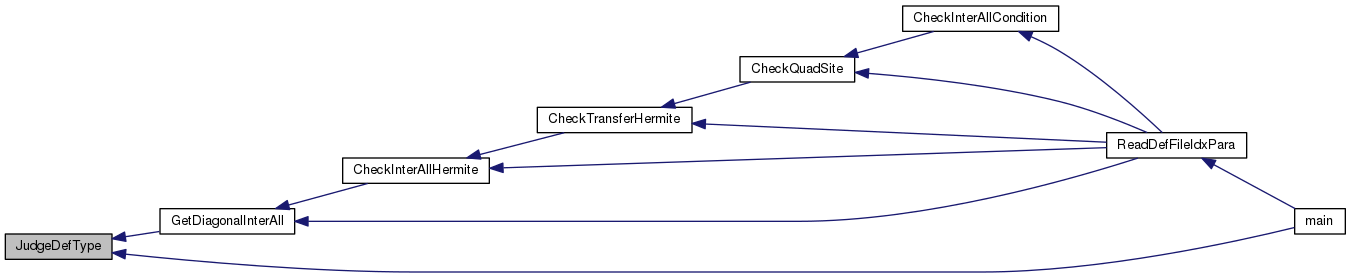 CheckInterAllCondition
CheckQuadSite
CheckTransferHermite
ReadDefFileIdxPara
CheckInterAllHermite
GetDiagonalInterAll
main
JudgeDefType